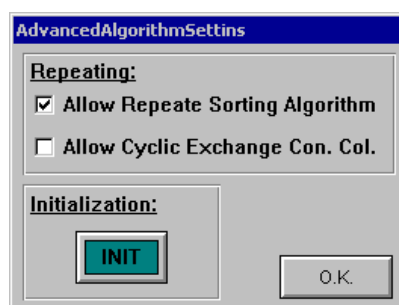 AdvancedAlgorithmSettins
Repeating:
Allow Repeate Sorting Algorithm
Allow Cyclic Exchange Con. Col.
Initialization:
INIT
O.K.